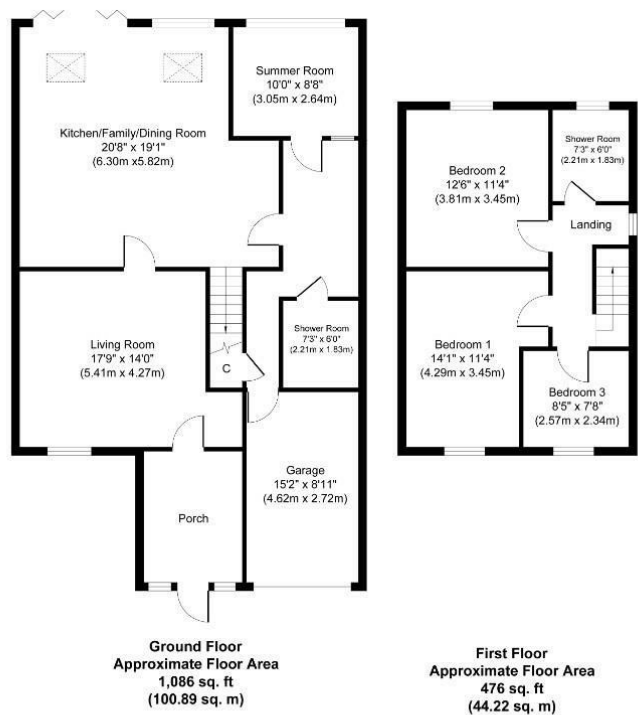 Summer Room
10'0" x 8'8"
(3.05m x 2.64m)
Kitchen/Family/Dining Room
20'8" x 19'1"
(6.30m x5.82m)
Living Room
17'9" x 14'0"
(5.41m x 4.27m)
C
Shower Room
7'3" x 6'0"
(2.21m x 1.83m)
Garage
15'2" x 8'11"
(4.62m x 2.72m)
Porch
Ground Floor
Approximate Floor Area
1,086 sq. ft
(100.89 sq. m)
Bedroom 2
12'6" x 11'4"
(3.81m x 3.45m)
Shower Room
7'3" x 6'0"
(2.21m x 1.83m)
Landing
Bedroom 1
14'1" x 11'4"
(4.29m x 3.45m)
Bedroom 3
8'5" x 7'8"
(2.57m x 2.34m)
First Floor
Approximate Floor Area
476 sq. ft
(44.22 sq. m)